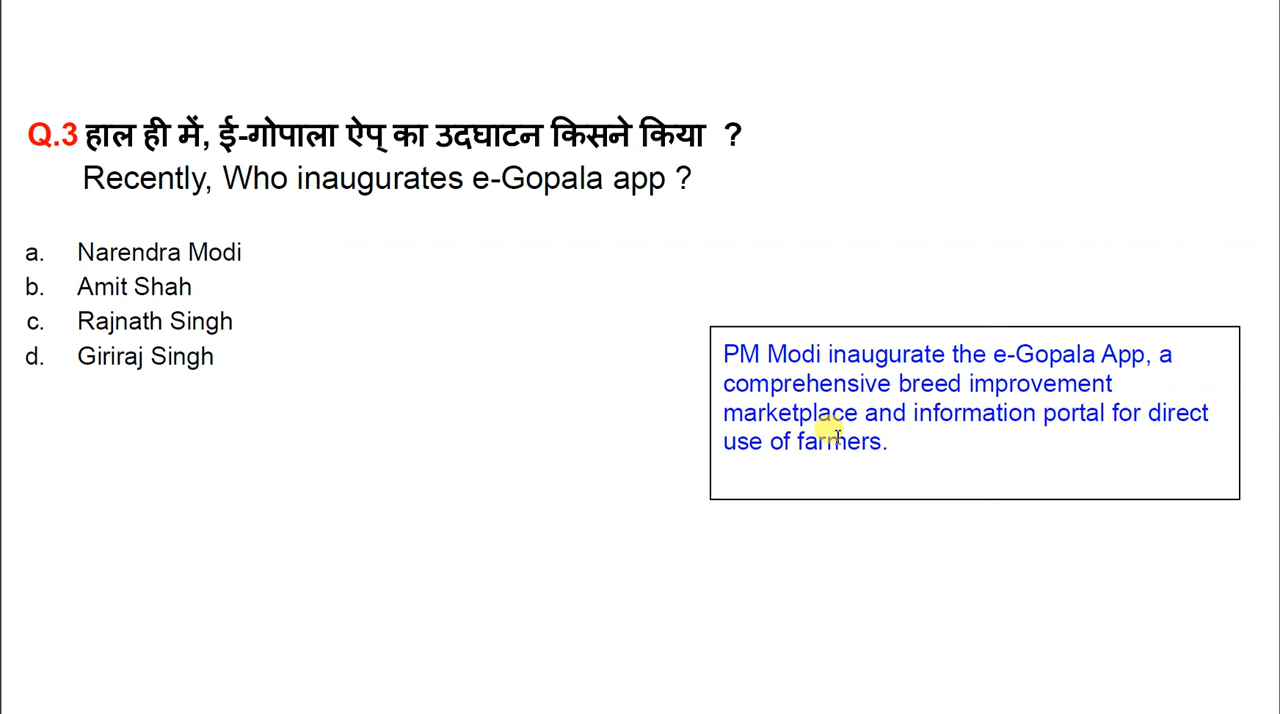 Q.3 हाल ही में, ई-गोपाला ऐप् का उदघाटन किसने किया ?
Recently, Who inaugurates e-Gopala app ?
a. Narendra Modi
b. Amit Shah
c. Rajnath Singh
d. Giriraj Singh
PM Modi inaugurate the e-Gopala App, a
comprehensive breed improvement
marketplace and information portal for direct
use of farmers.